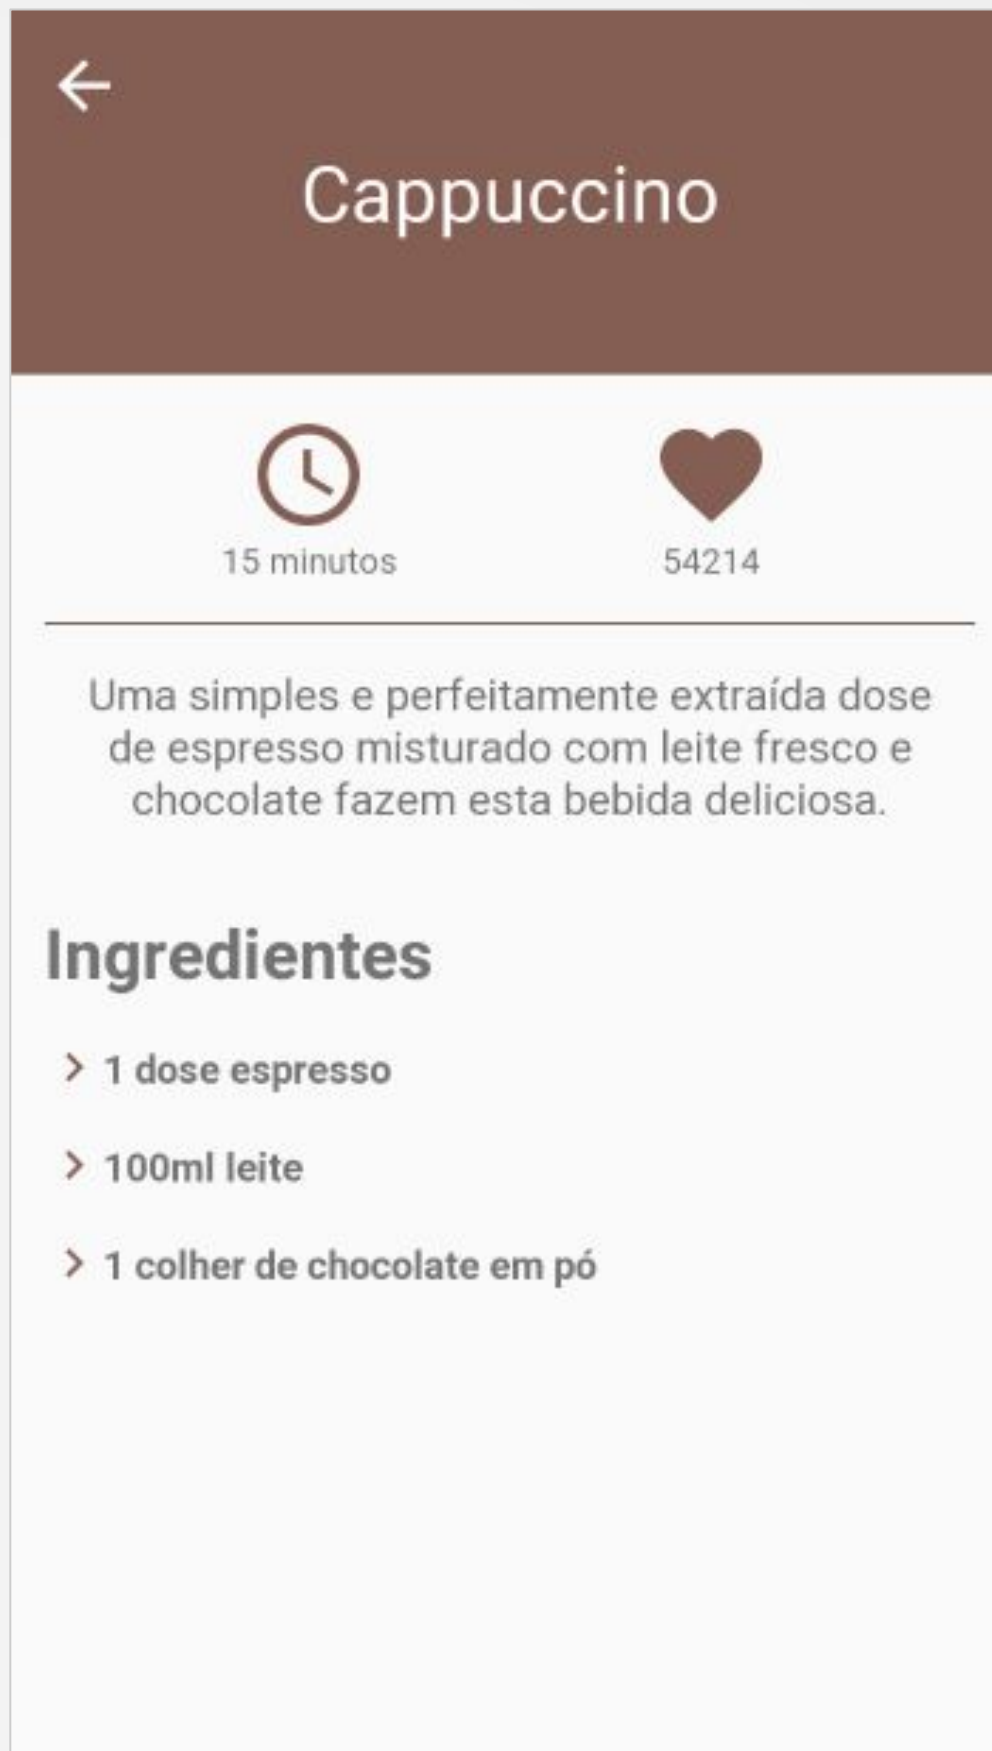 Cappuccino
15 minutos
54214
Uma simples e perfeitamente extraída dose
de espresso misturado com leite fresco e
chocolate fazem esta bebida deliciosa.
Ingredientes
1 dose espresso
100ml leite
1 colher de chocolate em pó